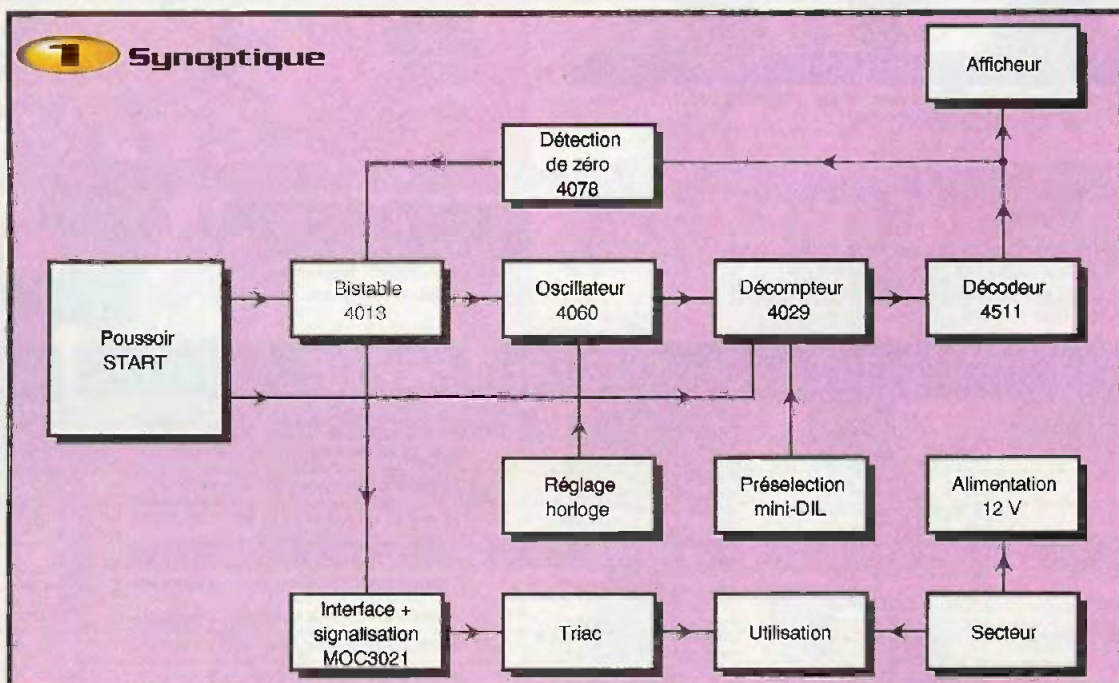 1 Synoptique
Afficheur
Détection
de zéro
4078
Poussoir
START
Bistable
4013
Oscillateur
4060
Décompteur
4029
Décodeur
4511
Réglage
horloge
Présélection
mini-DIL
Alimentation
12 V
Interface +
signalisation
MOC3021
Triac
Utilisation
Secteur